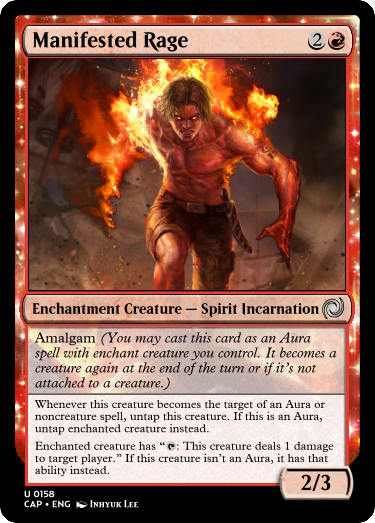 Manifested Rage 2
Enchantment Creature — Spirit Incarnation
Amalgam (You may cast this card as an Aura
spell with enchant creature you control. It becomes a
creature again at the end of the turn or if it's not
attached to a creature.)
Whenever this creature becomes the target of an Aura or
noncreature spell, untap this creature. If this is an Aura,
untap enchanted creature instead.
Enchanted creature has “: This creature deals 1 damage
to target player.” If this creature isn't an Aura, it has that
ability instead.
2/3
U 0158
CAP • ENG Inhyuk Lee